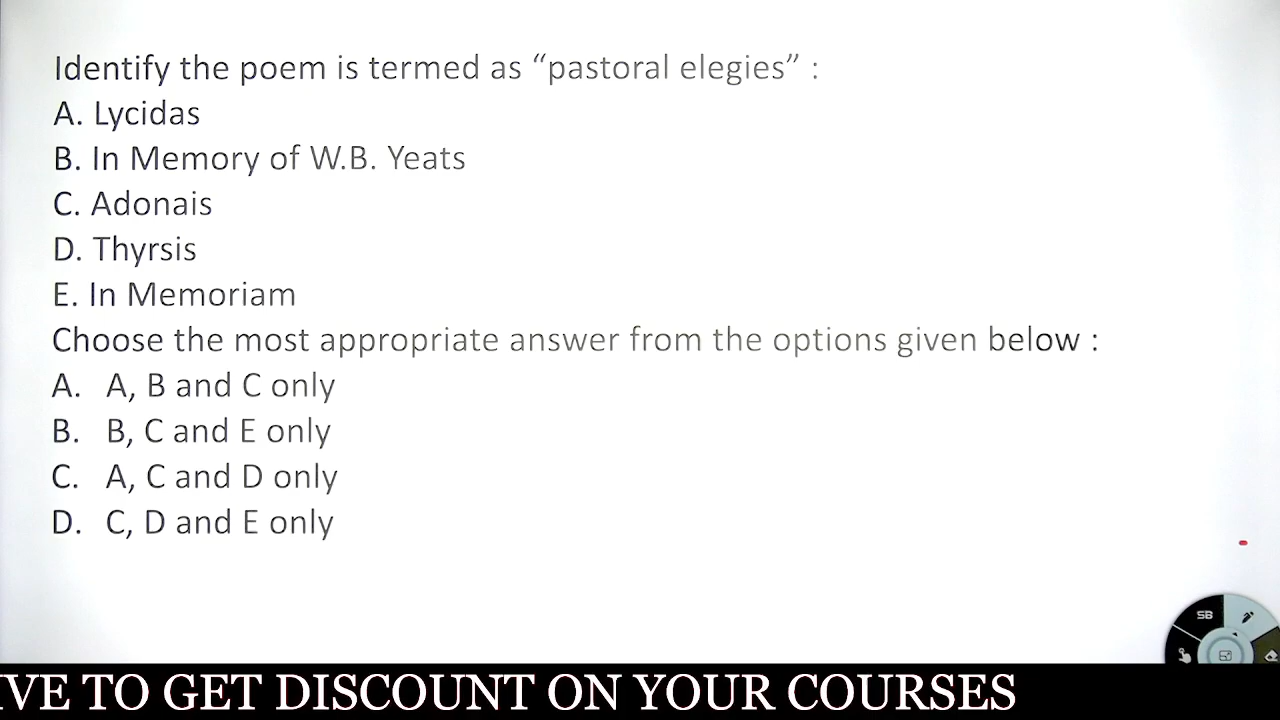 Identify the poem is termed as “pastoral elegies” :
A. Lycidas
B. In Memory of W.B. Yeats
C. Adonais
D. Thyrsis
E. In Memoriam
Choose the most appropriate answer from the options given below :
A. A, B and C only
B. B, C and E only
C. A, C and D only
D. C, D and E only
SB
IVE TO GET DISCOUNT ON YOUR COURSES